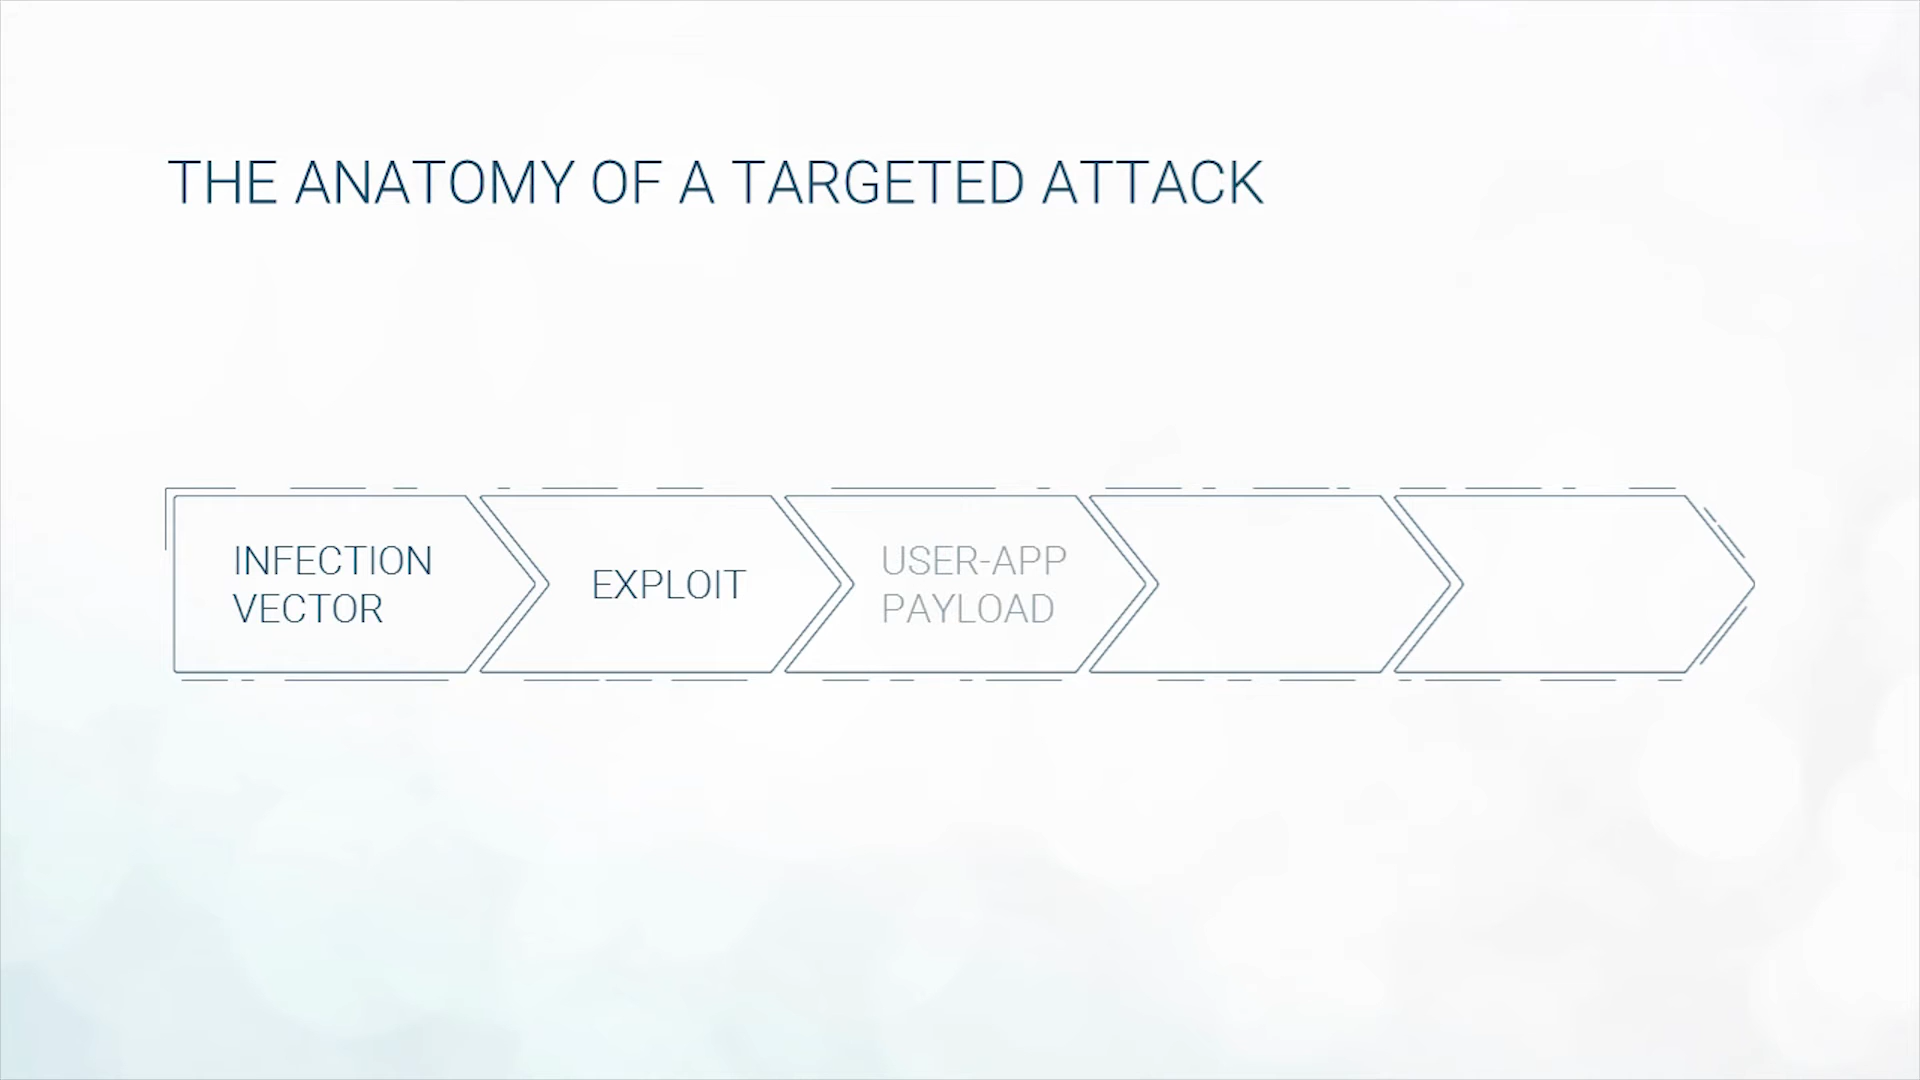 THE ANATOMY OF A TARGETED ATTACK
INFECTION
VECTOR
EXPLOIT
USER-APP
PAYLOAD